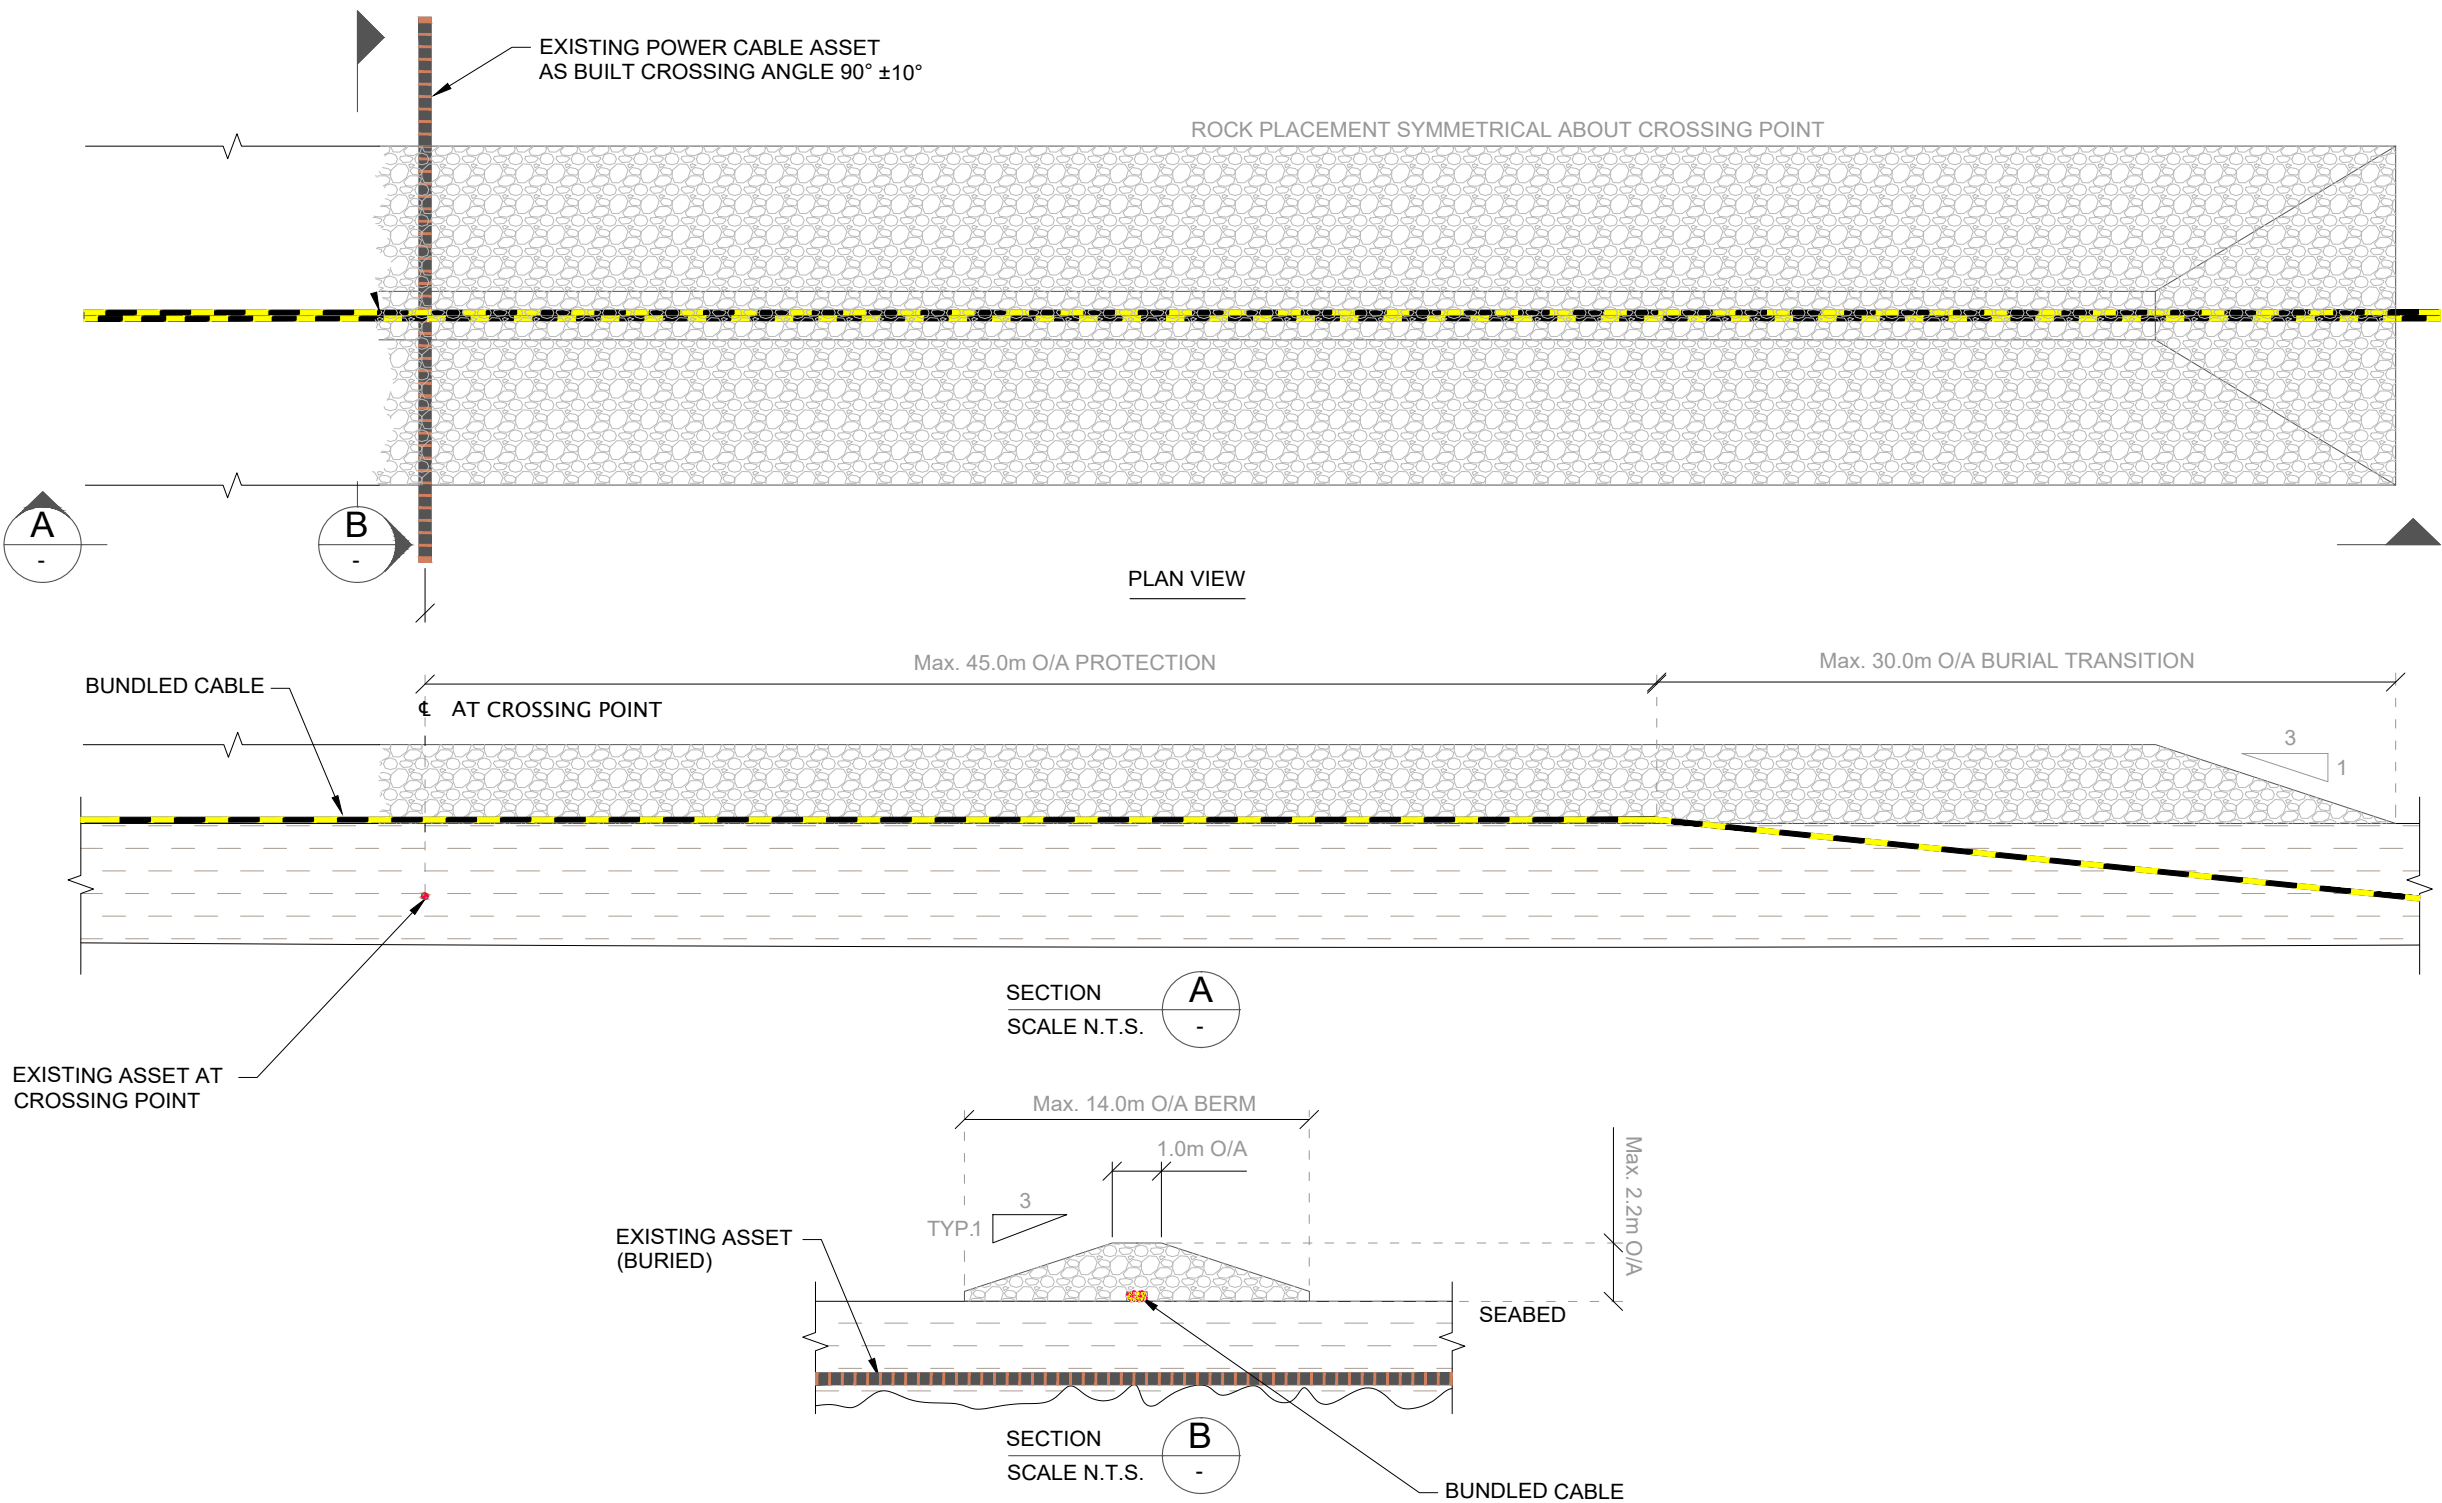 EXISTING POWER CABLE ASSET
AS BUILT CROSSING ANGLE 90° ±10°
ROCK PLACEMENT SYMMETRICAL ABOUT CROSSING POINT
A
-
B
-
PLAN VIEW
Max. 45.0m O/A PROTECTION
Max. 30.0m O/A BURIAL TRANSITION
BUNDLED CABLE
℄ AT CROSSING POINT
3
1
SECTION
SCALE N.T.S.
A
-
EXISTING ASSET AT
CROSSING POINT
Max. 14.0m O/A BERM
1.0m O/A
3
TYP.1
Max. 2.2m O/A
EXISTING ASSET
(BURIED)
SEABED
SECTION
SCALE N.T.S.
B
-
BUNDLED CABLE